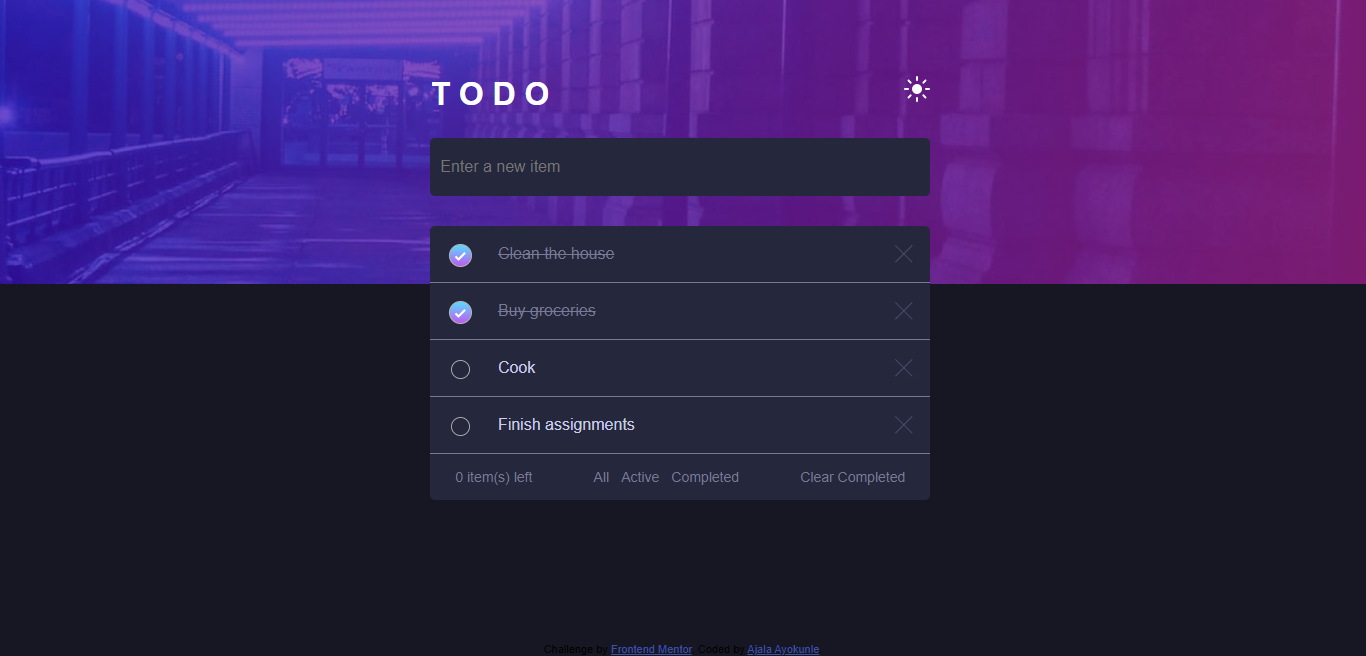 TODO
Enter a new item
Clean the house
Buy groceries
Cook
Finish assignments
0 item(s) left All Active Completed Clear Completed
Challenge by Frontend Mentor Coded by Ajala Ayokunle